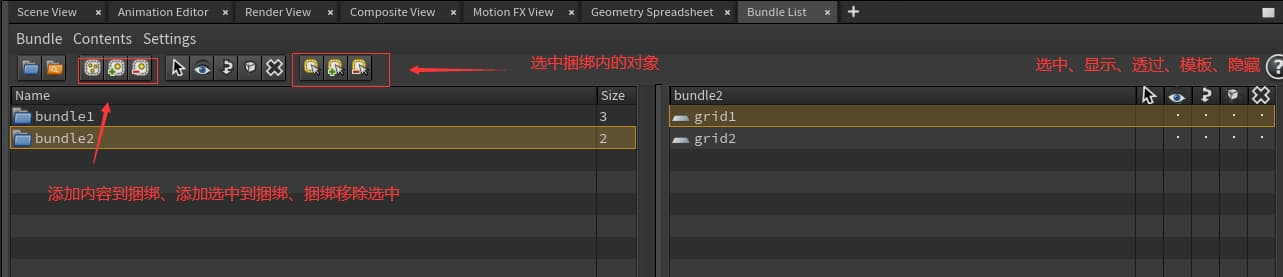 Scene View × Animation Editor × Render View × Composite View × Motion FX View × Geometry Spreadsheet × Bundle List × +
Bundle Contents Settings
选中捆绑内的对象
选中、显示、透过、模板、隐藏 ?
Name Size
bundle2
bundle1 3
grid1
bundle2 2
grid2
添加内容到捆绑、添加选中到捆绑、捆绑移除选中